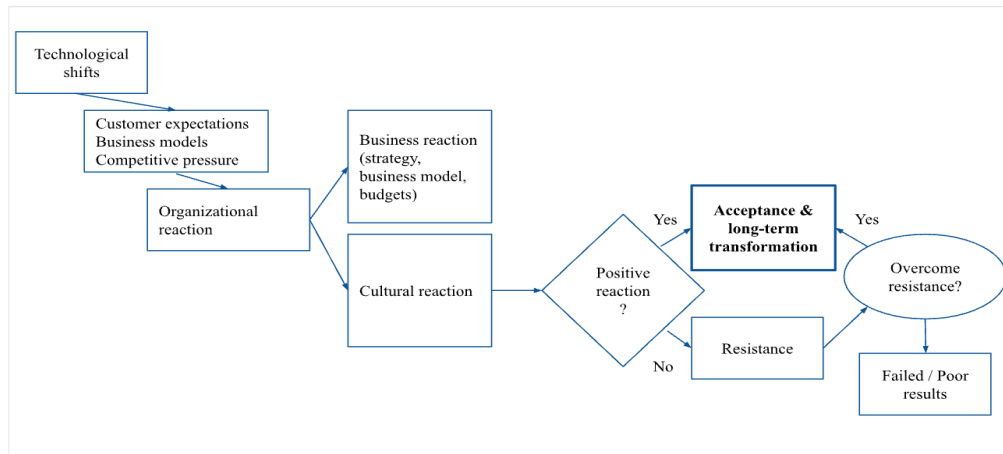 Technological
shifts
Customer expectations
Business models
Competitive pressure
Organizational
reaction
Business reaction
(strategy,
business model,
budgets)
Cultural reaction
Positive
reaction
?
Yes
No
Acceptance &
long-term
transformation
Resistance
Yes
Overcome
resistance?
Failed / Poor
results